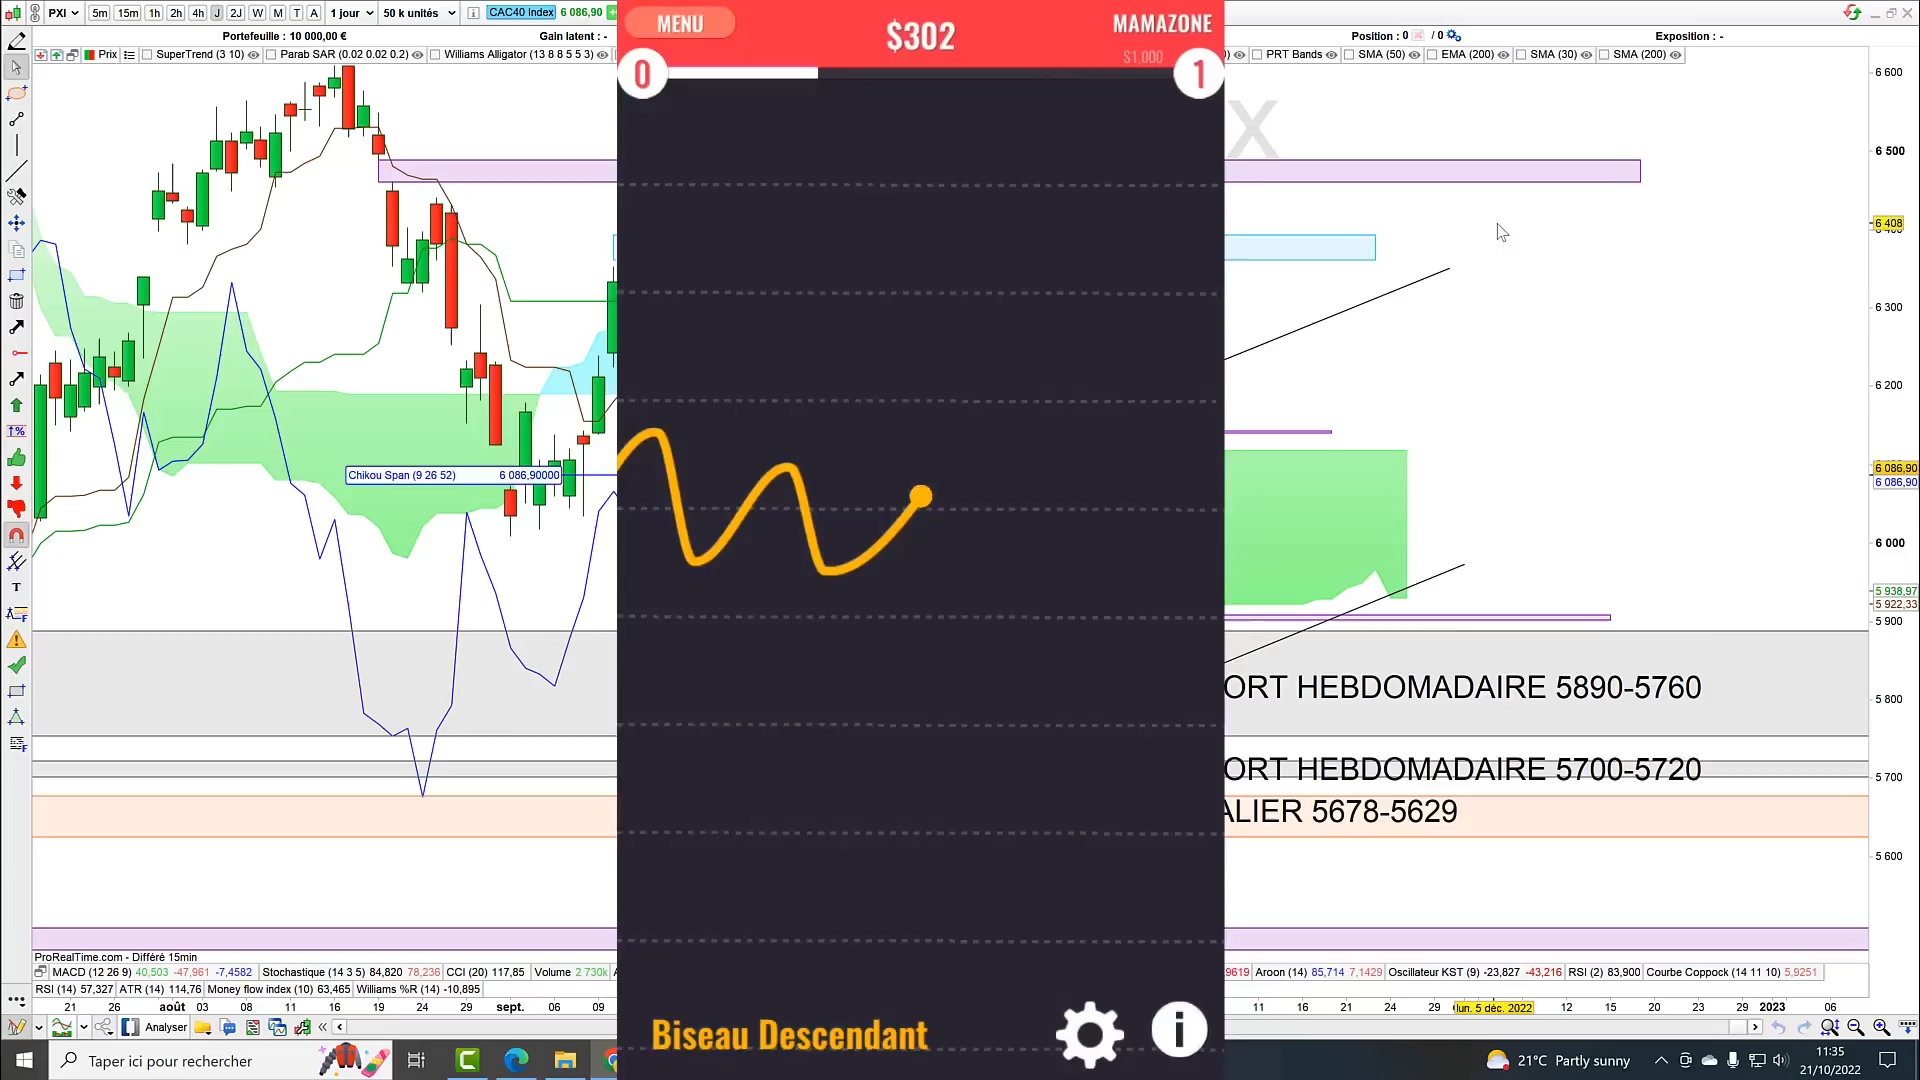 PXI
5m 15m 1h 2h 4h J 2J W M T A
1 jour
50 k unités
CAC40 Index 6 086,90
Portefeuille : 10 000,00 €
Gain latent : -
Position : 0 / 0
Exposition : -
Prix
SuperTrend (3 10)
Parab SAR (0.02 0.02 0.2)
Williams Alligator (13 8 8 5 5 3)
PRT Bands
SMA (50)
EMA (200)
SMA (30)
SMA (200)
MENU
$302
MAMAZONE
$1,000
0
1
X
6 600
6 500
6 408
6 300
6 200
6 086,90
6 086,90
6 000
5 938,97
5 922,33
5 900
5 800
5 700
5 600
Chikou Span (9 26 52) 6 086,90000
ORT HEBDOMADAIRE 5890-5760
ORT HEBDOMADAIRE 5700-5720
ALIER 5678-5629
Biseau Descendant
ProRealTime.com - Différé 15min
MACD (12 26 9) 40,503 -47,961 -7,4582
Stochastique (14 3 5) 84,820 78,236
CCI (20) 117,85
Volume 2 730k
9619
Aroon (14) 85,714 7,1429
Oscillateur KST (9) -23,827 -43,216
RSI (2) 83,900
Courbe Coppock (14 11 10) 5,9251
RSI (14) 57,327
ATR (14) 114,76
Money flow index (10) 63,465
Williams %R (14) -10,895
21 26 août 03 08 11 16 19 24 29 sept. 06 09
11 16 21 24 29 lun. 5 déc. 2022 12 15 20 23 29 2023 06
Analyser
Taper ici pour rechercher
21°C Partly sunny
11:35
21/10/2022